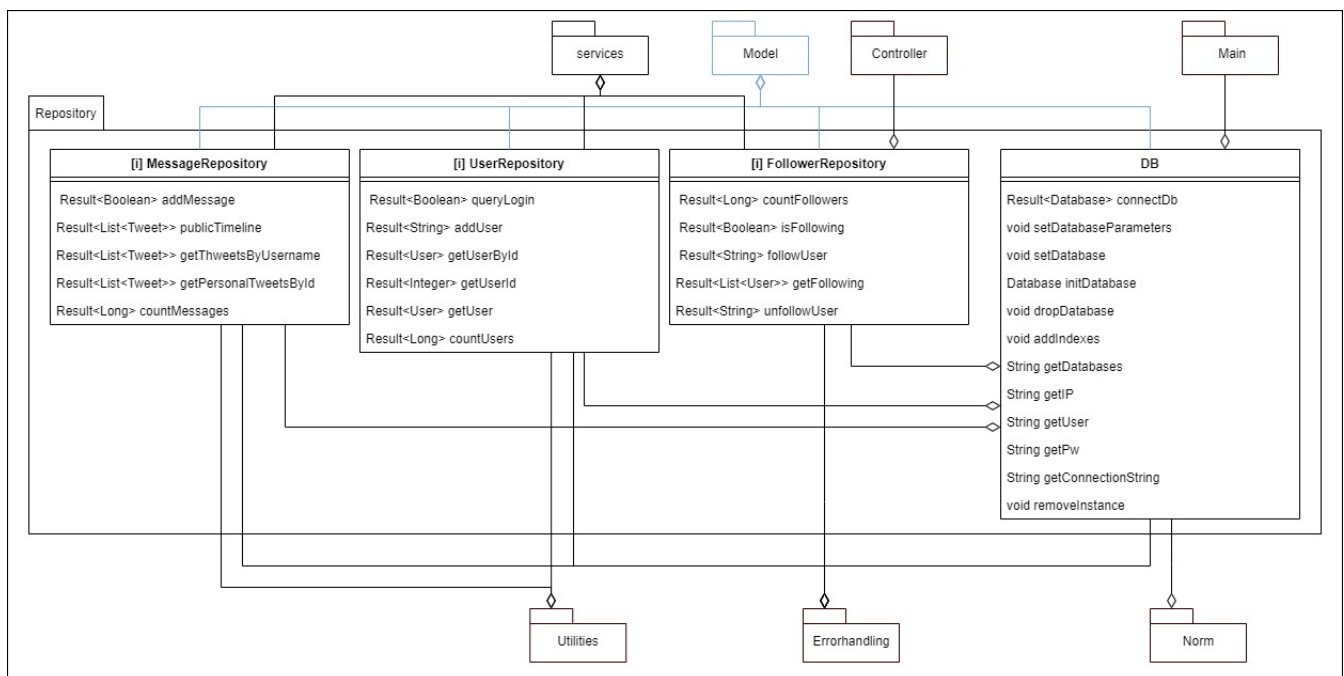 services
Model
Controller
Main
Repository
[i] MessageRepository
Result<Boolean> addMessage
Result<List<Tweet>> publicTimeline
Result<List<Tweet>> getThweetsByUsername
Result<List<Tweet>> getPersonalTweetsById
Result<Long> countMessages
[i] UserRepository
Result<Boolean> queryLogin
Result<String> addUser
Result<User> getUserById
Result<Integer> getUserId
Result<User> getUser
Result<Long> countUsers
[i] FollowerRepository
Result<Long> countFollowers
Result<Boolean> isFollowing
Result<String> followUser
Result<List<User>> getFollowing
Result<String> unfollowUser
DB
Result<Database> connectDb
void setDatabaseParameters
void setDatabase
Database initDatabase
void dropDatabase
void addIndexes
String getDatabases
String getIP
String getUser
String getPw
String getConnectionString
void removeInstance
Utilities
Errorhandling
Norm